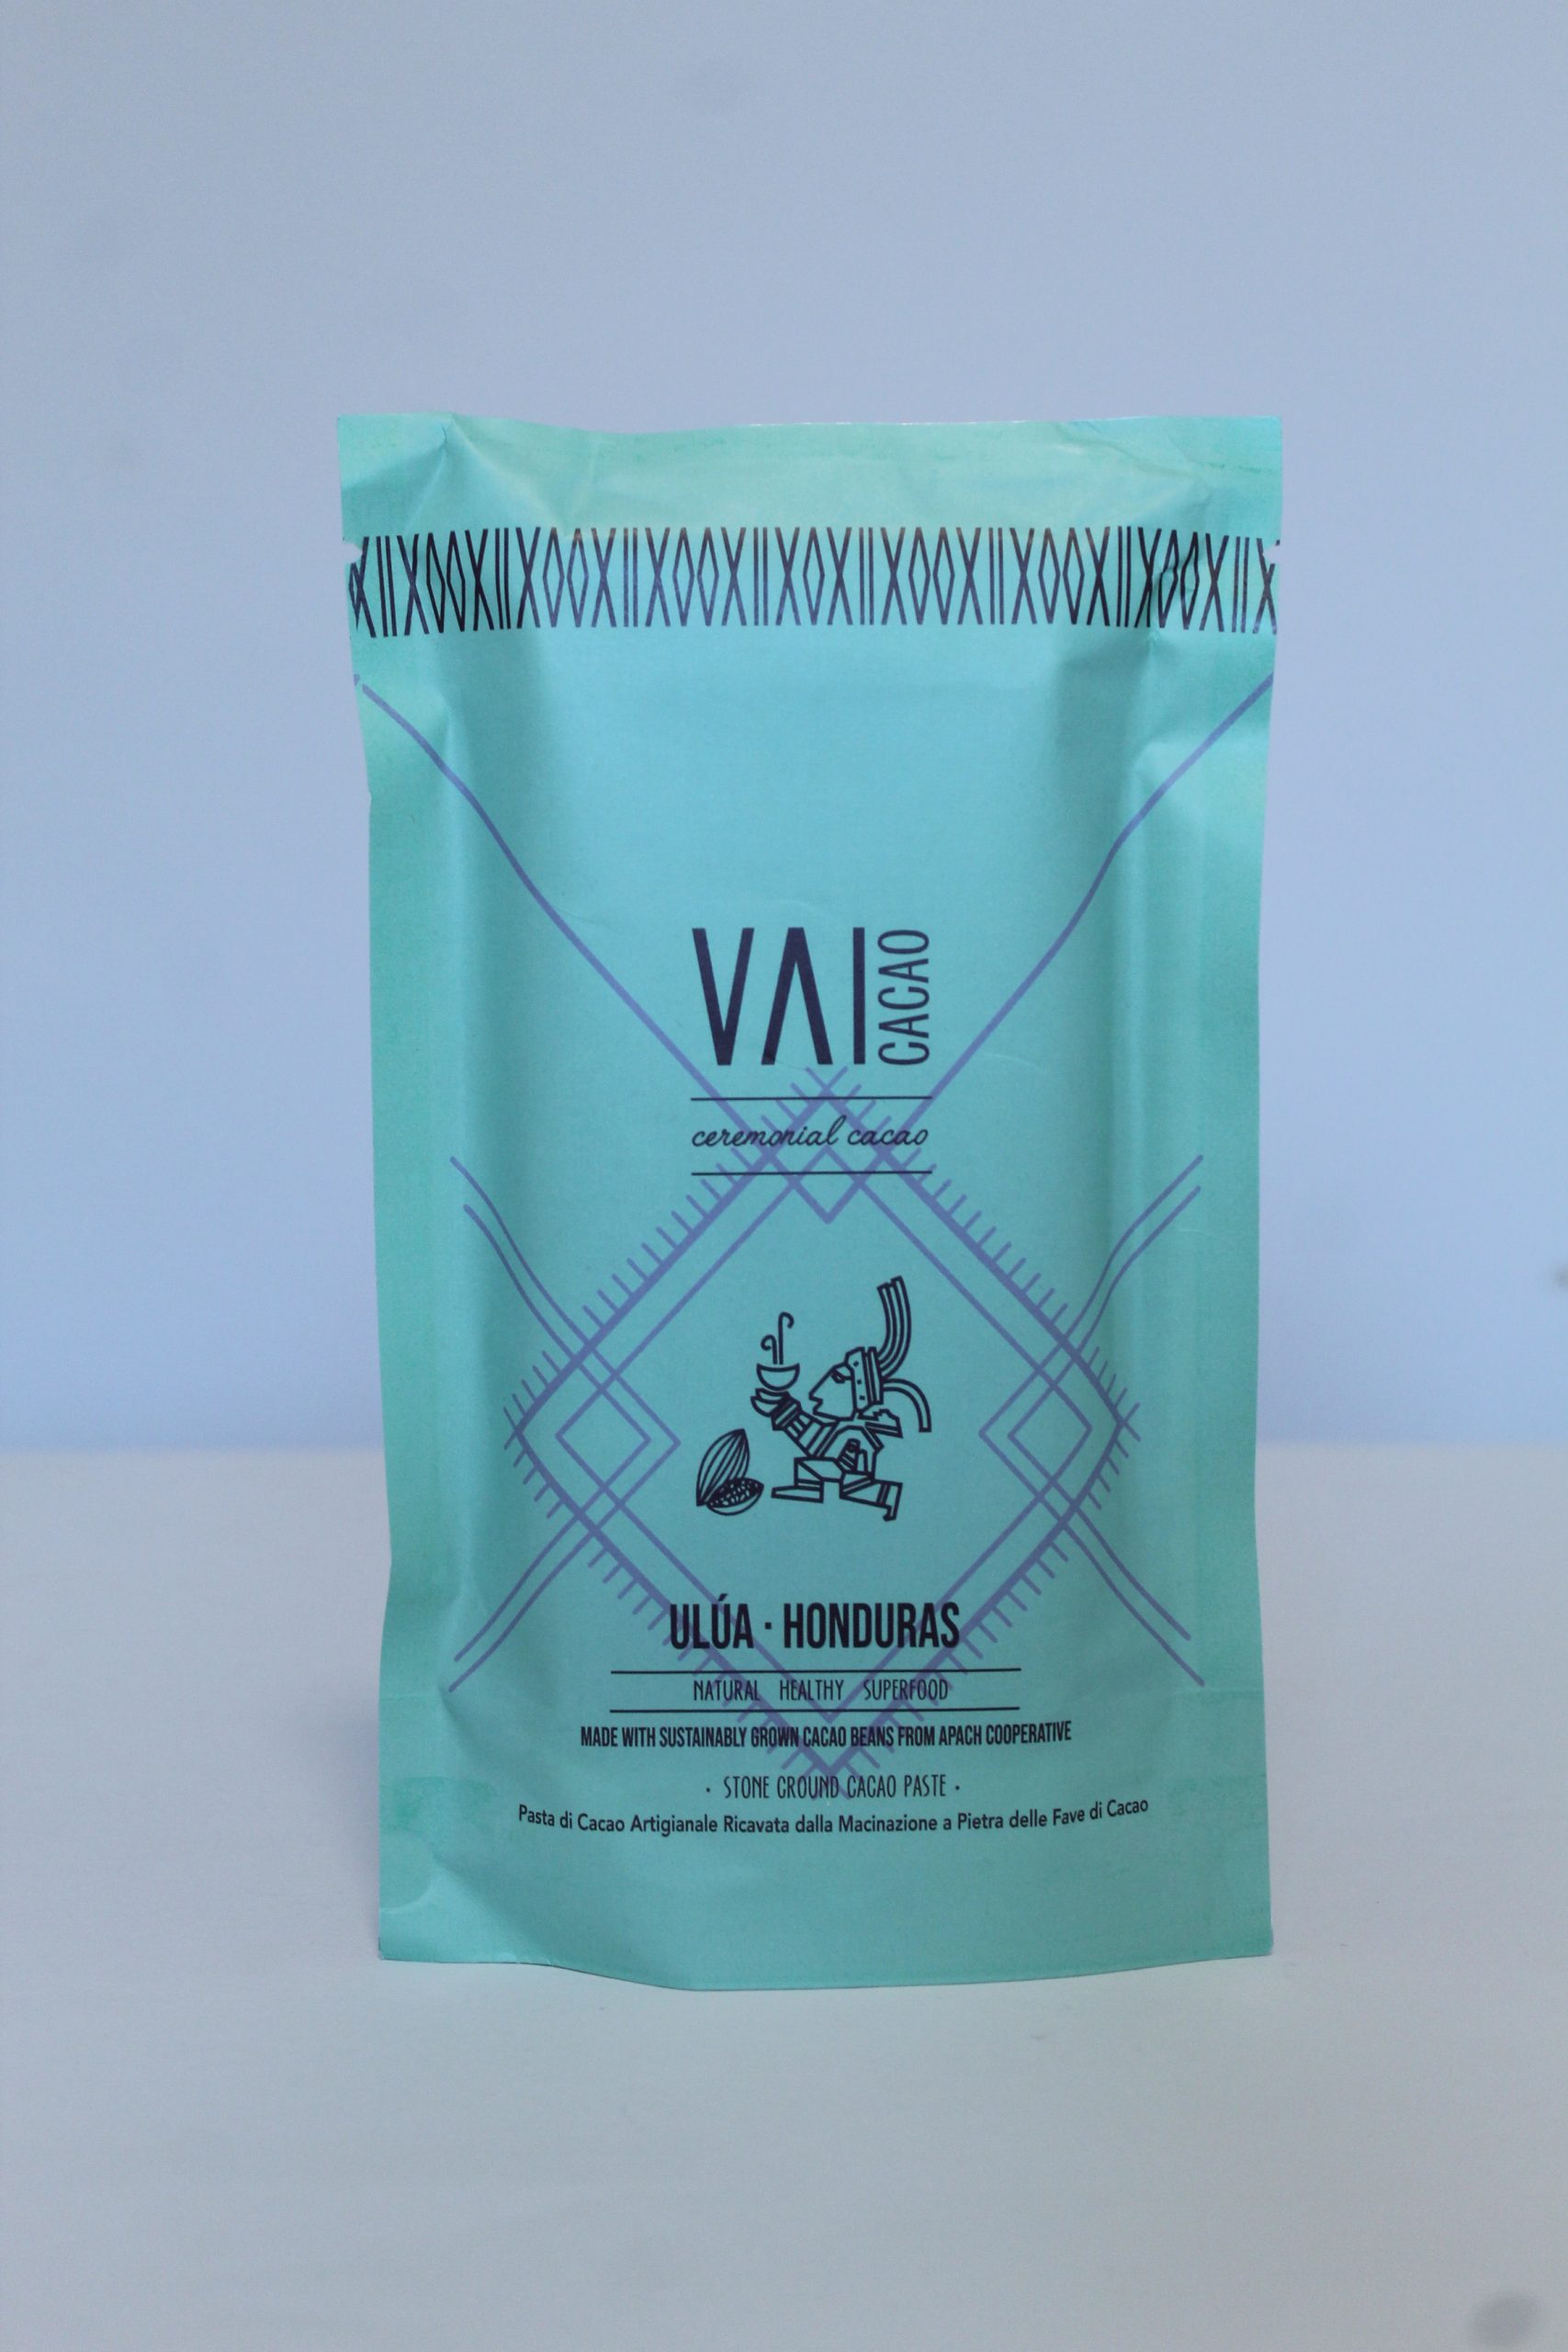 VAI CACAO
ceremonial cacao
ULÚA · HONDURAS
NATURAL HEALTHY SUPERFOOD
MADE WITH SUSTAINABLY GROWN CACAO BEANS FROM APACH COOPERATIVE
· STONE GROUND CACAO PASTE ·
Pasta di Cacao Artigianale Ricavata dalla Macinazione a Pietra delle Fave di Cacao